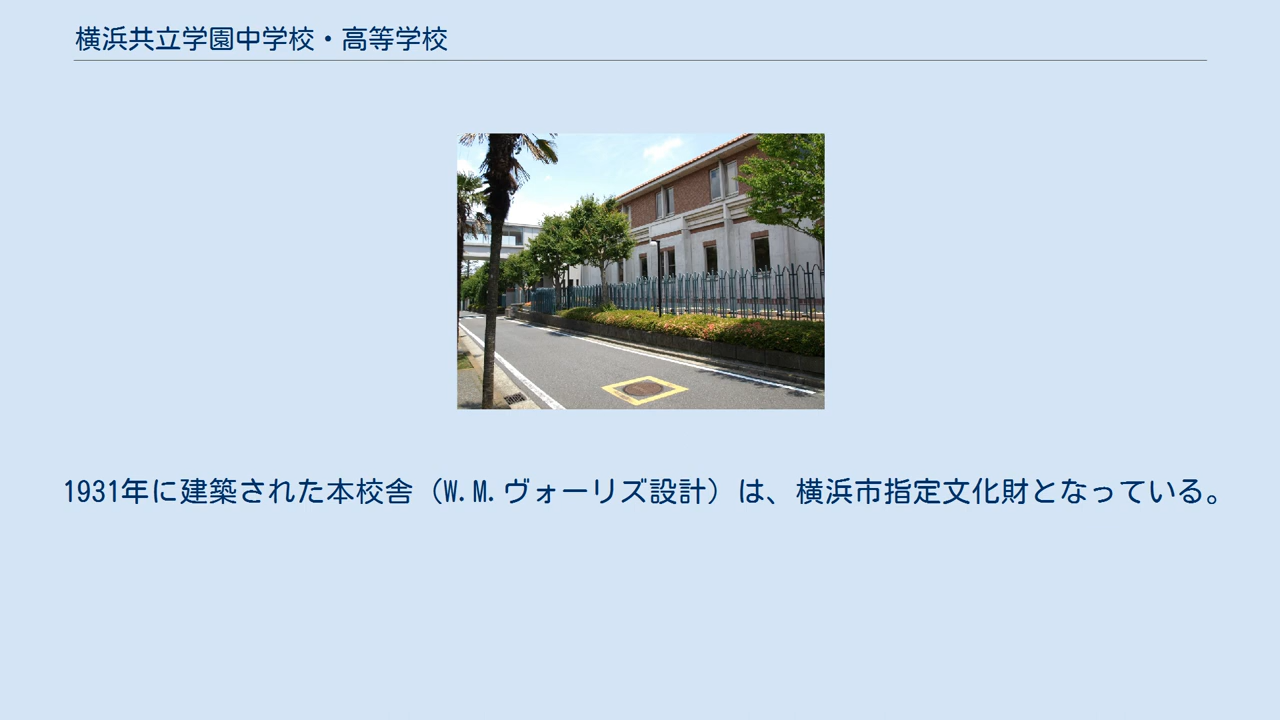 横浜共立学園中学校・高等学校
1931年に建築された本校舎（W.M.ヴォーリズ設計）は、横浜市指定文化財となっている。